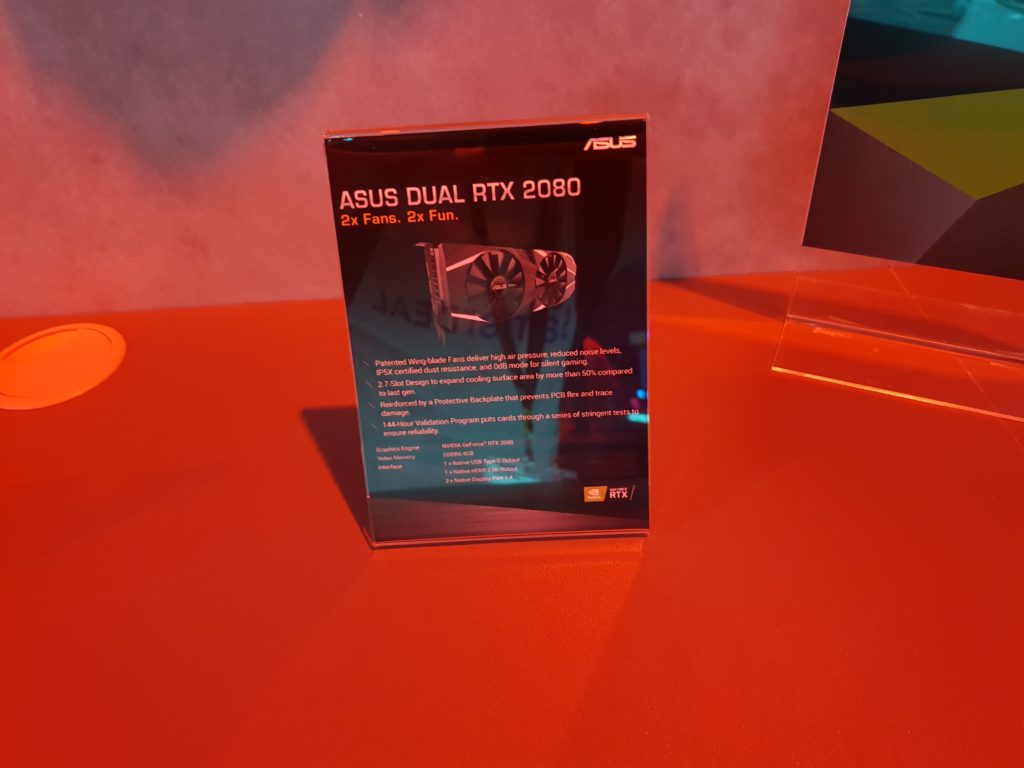 ASUS
ASUS DUAL RTX 2080
2x Fans. 2x Fun.
ASUS
Patented Wing-blade Fans deliver high air pressure, reduced noise levels,
IP5X certified dust resistance, and 0dB mode for silent gaming.
2.7-Slot Design to expand cooling surface area by more than 50% compared
to last gen.
Reinforced by a Protective Backplate that prevents PCB flex and trace
damage.
144-Hour Validation Program puts cards through a series of stringent tests to
ensure reliability.
Graphics Engine NVIDIA GeForce® RTX 2080
Video Memory GDDR6 8GB
Interface 1 x Native USB Type-C Output
1 x Native HDMI 2.0b Output
3 x Native Display Port 1.4
NVIDIA
GEFORCE
RTX